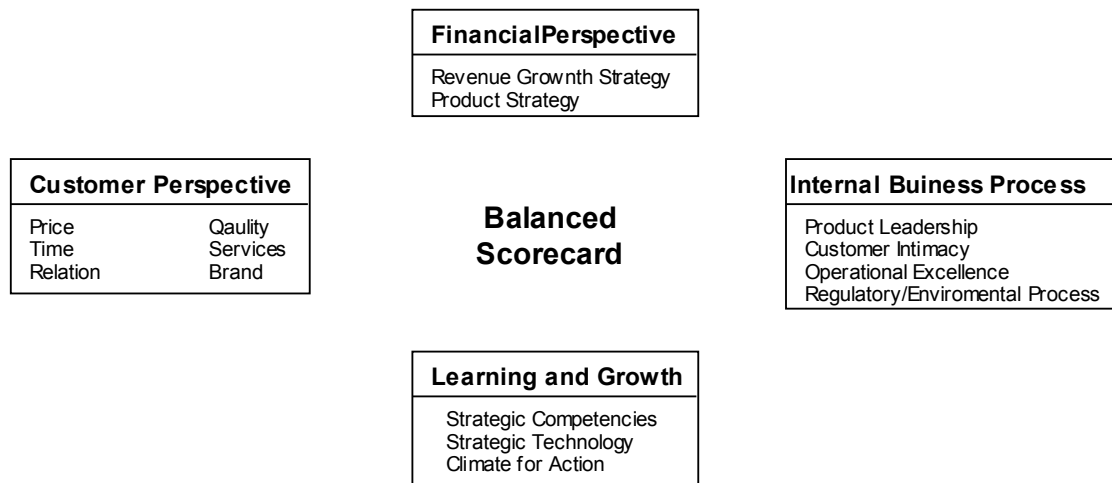 FinancialPerspective
Revenue Grownth Strategy
Product Strategy
Customer Perspective
Price Qaulity
Time Services
Relation Brand
Balanced
Scorecard
Internal Buiness Process
Product Leadership
Customer Intimacy
Operational Excellence
Regulatory/Enviromental Process
Learning and Growth
Strategic Competencies
Strategic Technology
Climate for Action